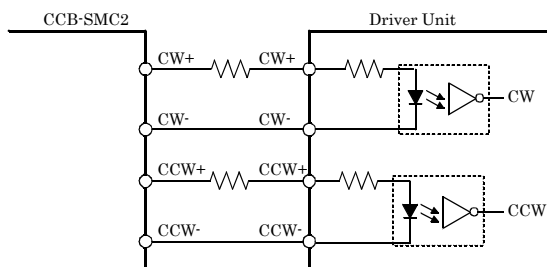 CCB-SMC2 Driver Unit
CW+ CW+
CW
CW- CW-
CCW+ CCW+
CCW
CCW- CCW-